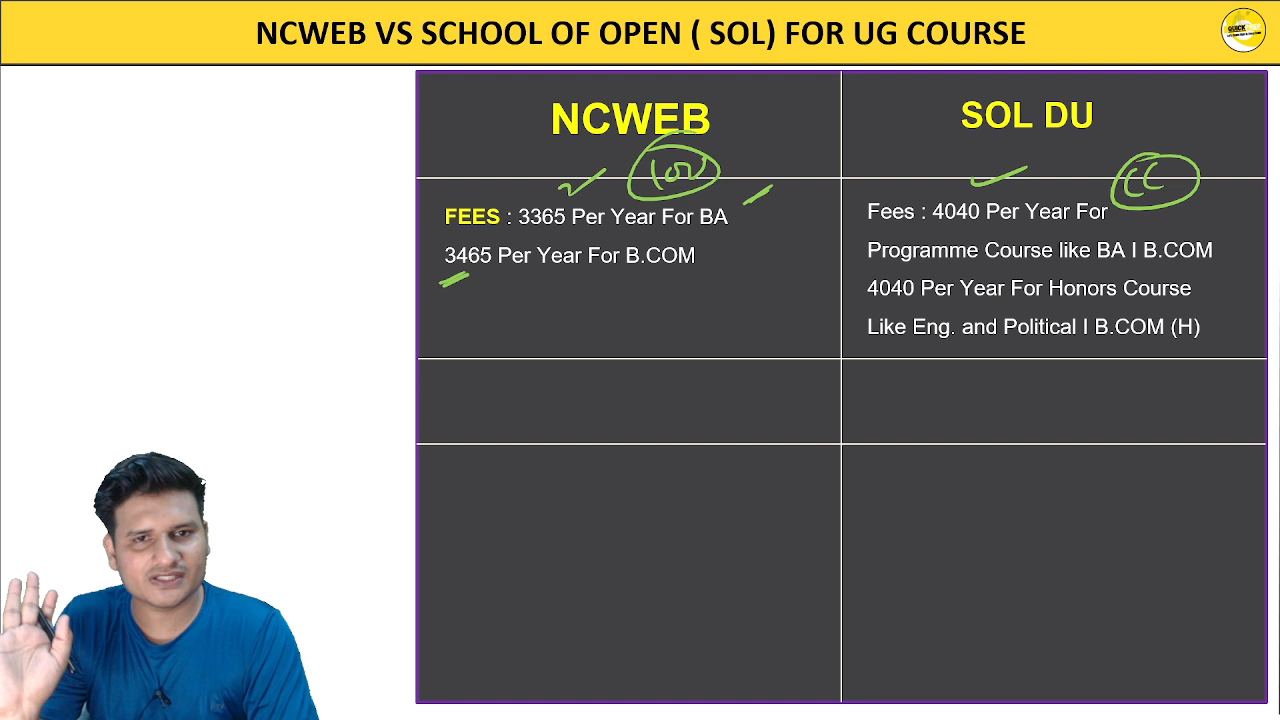 NCWEB VS SCHOOL OF OPEN ( SOL) FOR UG COURSE
QUICK
NCWEB
SOL DU
FEES : 3365 Per Year For BA
3465 Per Year For B.COM
Fees : 4040 Per Year For
Programme Course like BA I B.COM
4040 Per Year For Honors Course
Like Eng. and Political I B.COM (H)